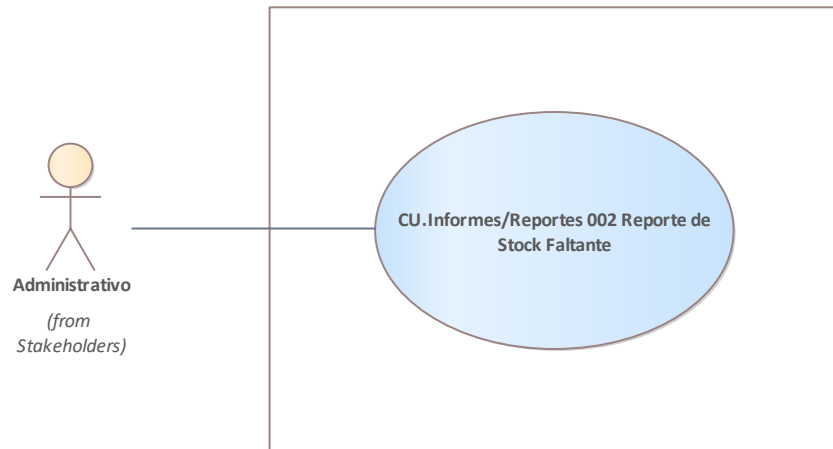 CU.Informes/Reportes 002 Reporte de
Stock Faltante
Administrativo
(from
Stakeholders)